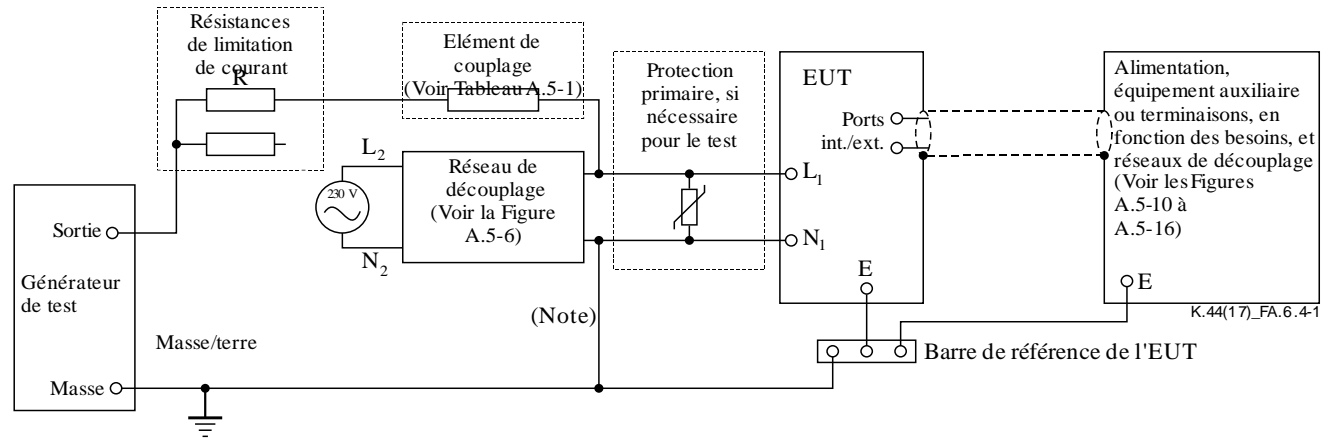 Résistances
de limitation
de courant
R
Elément de
couplage
(Voir Tableau A.5-1)
Protection
primaire, si
nécessaire
pour le test
EUT
Ports
int./ext.
Alimentation,
équipement auxiliaire
ou terminaisons, en
fonction des besoins, et
réseaux de découplage
(Voir les Figures
A.5-10 à
A.5-16)
L2
230 V
N2
Réseau de
découplage
(Voir la Figure
A.5-6)
L1
N1
E
E
Sortie
Générateur
de test
Masse
Masse/terre
(Note)
K.44(17)_FA.6.4-1
Barre de référence de l'EUT